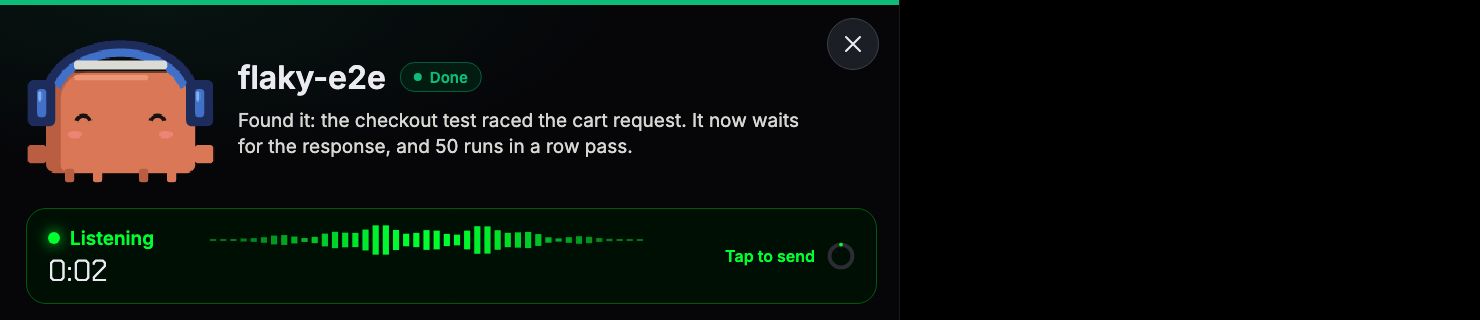 flaky-e2e
Done
Found it: the checkout test raced the cart request. It now waits
for the response, and 50 runs in a row pass.
Listening
0:02
Tap to send